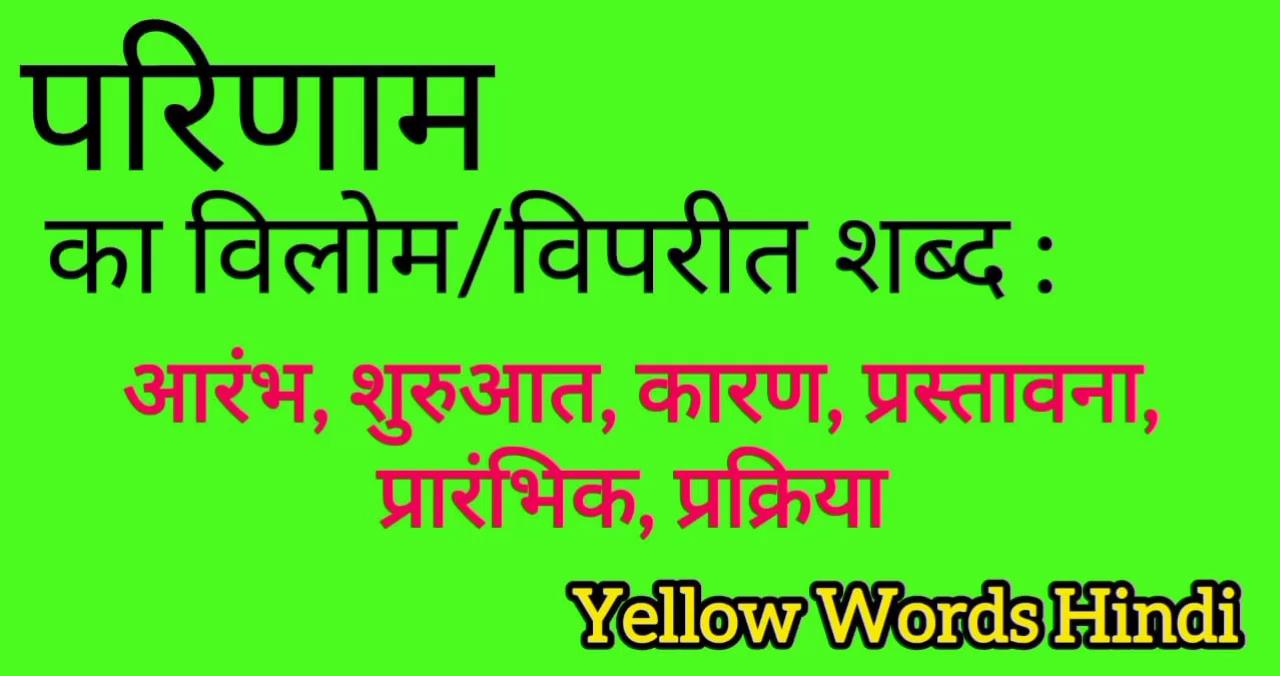 परिणाम
का विलोम/विपरीत शब्द :
आरंभ, शुरुआत, कारण, प्रस्तावना,
प्रारंभिक, प्रक्रिया
Yellow Words Hindi